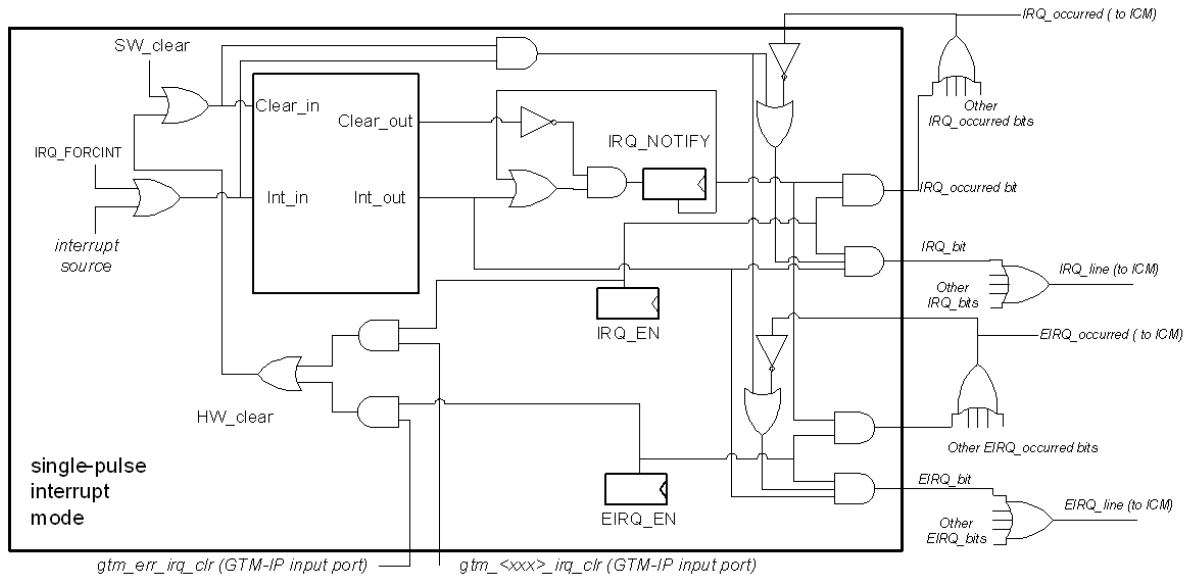 IRQ_occurred ( to ICM)
SW_clear
Clear_in
Other
IRQ_occurred bits
Clear_out
IRQ_NOTIFY
IRQ_FORCINT
IRQ_occurred bit
Int_in
Int_out
interrupt
source
IRQ_bit
IRQ_line (to ICM)
Other
IRQ_bits
IRQ_EN
EIRQ_occurred ( to ICM)
HW_clear
Other EIRQ_occurred bits
single-pulse
interrupt
mode
EIRQ_bit
EIRQ_line (to ICM)
EIRQ_EN
Other
EIRQ_bits
gtm_err_irq_clr (GTM-IP input port)
gtm_<xxx>_irq_clr (GTM-IP input port)